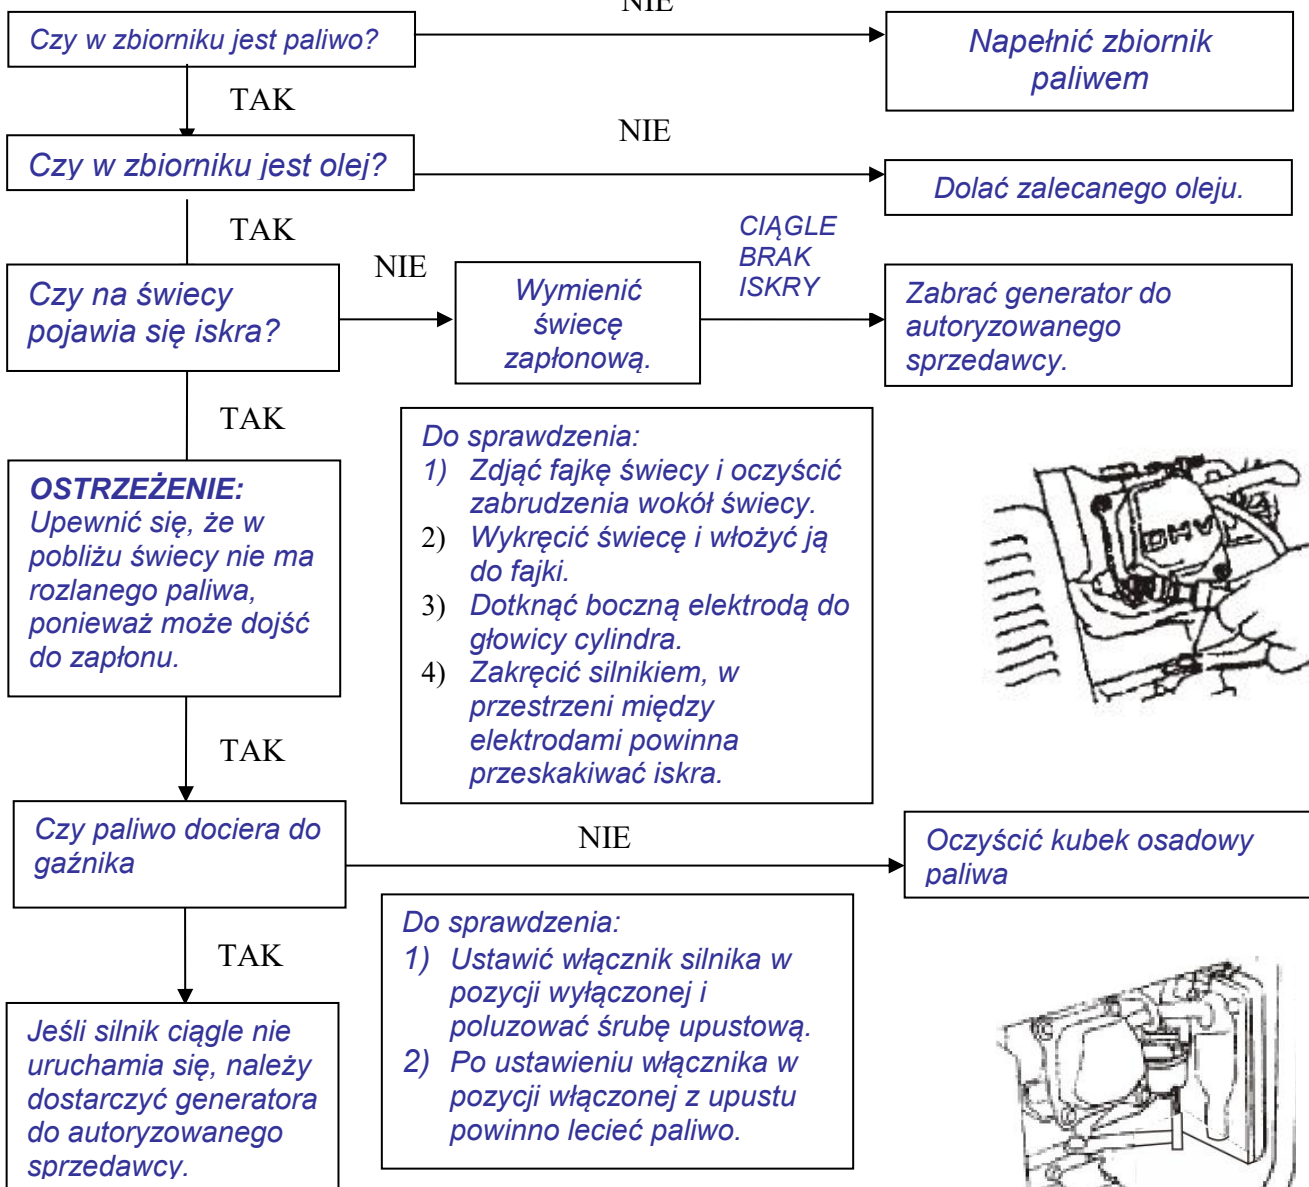 NIE
Czy w zbiorniku jest paliwo?
Napełnić zbiornik
paliwem
TAK
Czy w zbiorniku jest olej?
NIE
Dolać zalecanego oleju.
TAK
Czy na świecy
pojawia się iskra?
NIE
Wymienić
świecę
zapłonową.
CIĄGLE
BRAK
ISKRY
Zabrać generator do
autoryzowanego
sprzedawcy.
TAK
OSTRZEŻENIE:
Upewnić się, że w
pobliżu świecy nie ma
rozlanego paliwa,
ponieważ może dojść
do zapłonu.
Do sprawdzenia:
1) Zdjąć fajkę świecy i oczyścić
zabrudzenia wokół świecy.
2) Wykręcić świecę i włożyć ją
do fajki.
3) Dotknąć boczną elektrodą do
głowicy cylindra.
4) Zakręcić silnikiem, w
przestrzeni między
elektrodami powinna
przeskakiwać iskra.
OHV
TAK
Czy paliwo dociera do
gaźnika
NIE
Oczyścić kubek osadowy
paliwa
TAK
Do sprawdzenia:
1) Ustawić włącznik silnika w
pozycji wyłączonej i
poluzować śrubę upustową.
2) Po ustawieniu włącznika w
pozycji włączonej z upustu
powinno lecieć paliwo.
Jeśli silnik ciągle nie
uruchamia się, należy
dostarczyć generatora
do autoryzowanego
sprzedawcy.